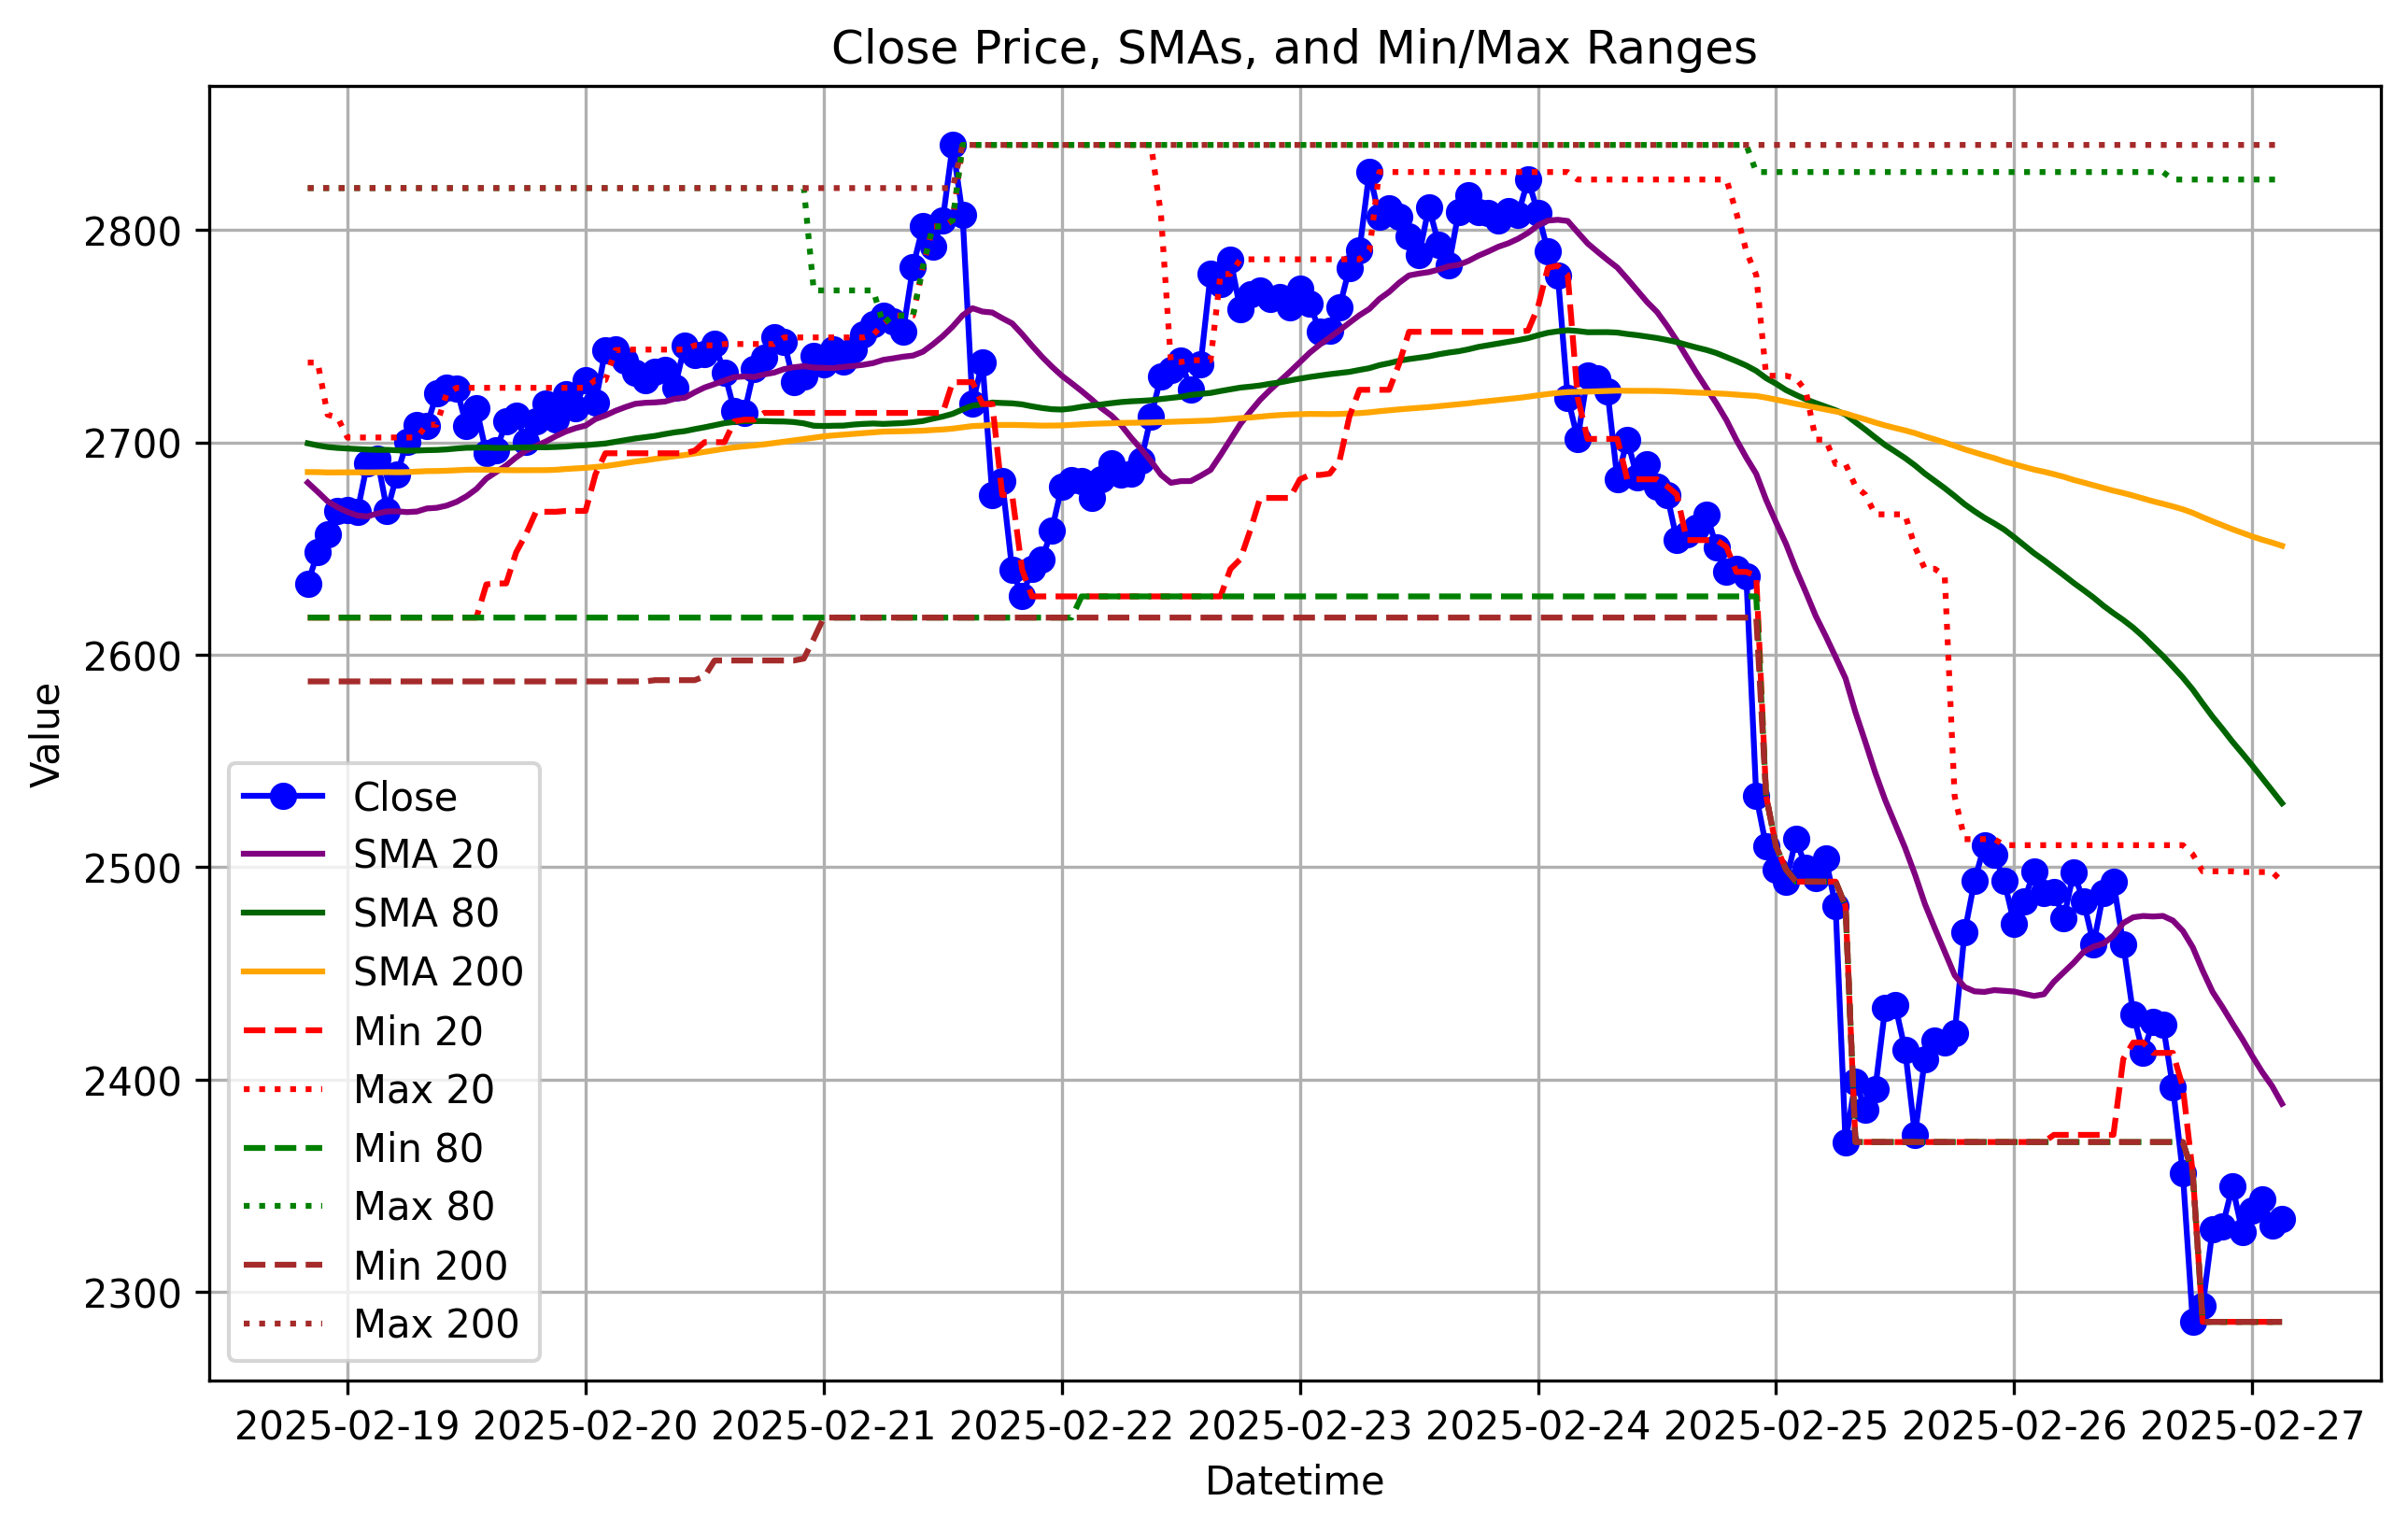 Close Price, SMAs, and Min/Max Ranges
Value
2800
2700
2600
2500
2400
2300
Close
SMA 20
SMA 80
SMA 200
Min 20
Max 20
Min 80
Max 80
Min 200
Max 200
2025-02-19 2025-02-20 2025-02-21 2025-02-22 2025-02-23 2025-02-24 2025-02-25 2025-02-26 2025-02-27
Datetime